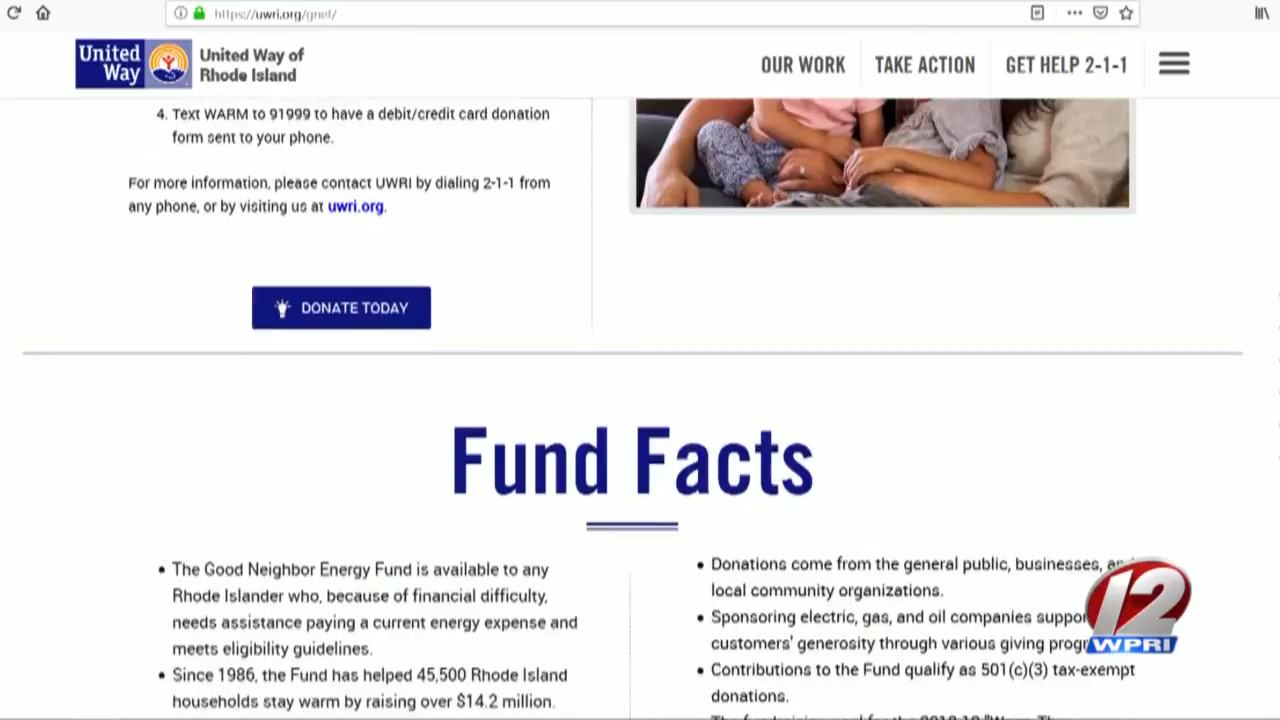 https://uwri.org/gnef/
United Way
United Way of
Rhode Island
OUR WORK
TAKE ACTION
GET HELP 2-1-1
4. Text WARM to 91999 to have a debit/credit card donation
form sent to your phone.
For more information, please contact UWRI by dialing 2-1-1 from
any phone, or by visiting us at uwri.org.
DONATE TODAY
Fund Facts
• The Good Neighbor Energy Fund is available to any
Rhode Islander who, because of financial difficulty,
needs assistance paying a current energy expense and
meets eligibility guidelines.
• Since 1986, the Fund has helped 45,500 Rhode Island
households stay warm by raising over $14.2 million.
• Donations come from the general public, businesses,
local community organizations.
• Sponsoring electric, gas, and oil companies
customers' generosity through various giving
• Contributions to the Fund qualify as 501(c)(3) tax-exempt
donations.
12
WPRI